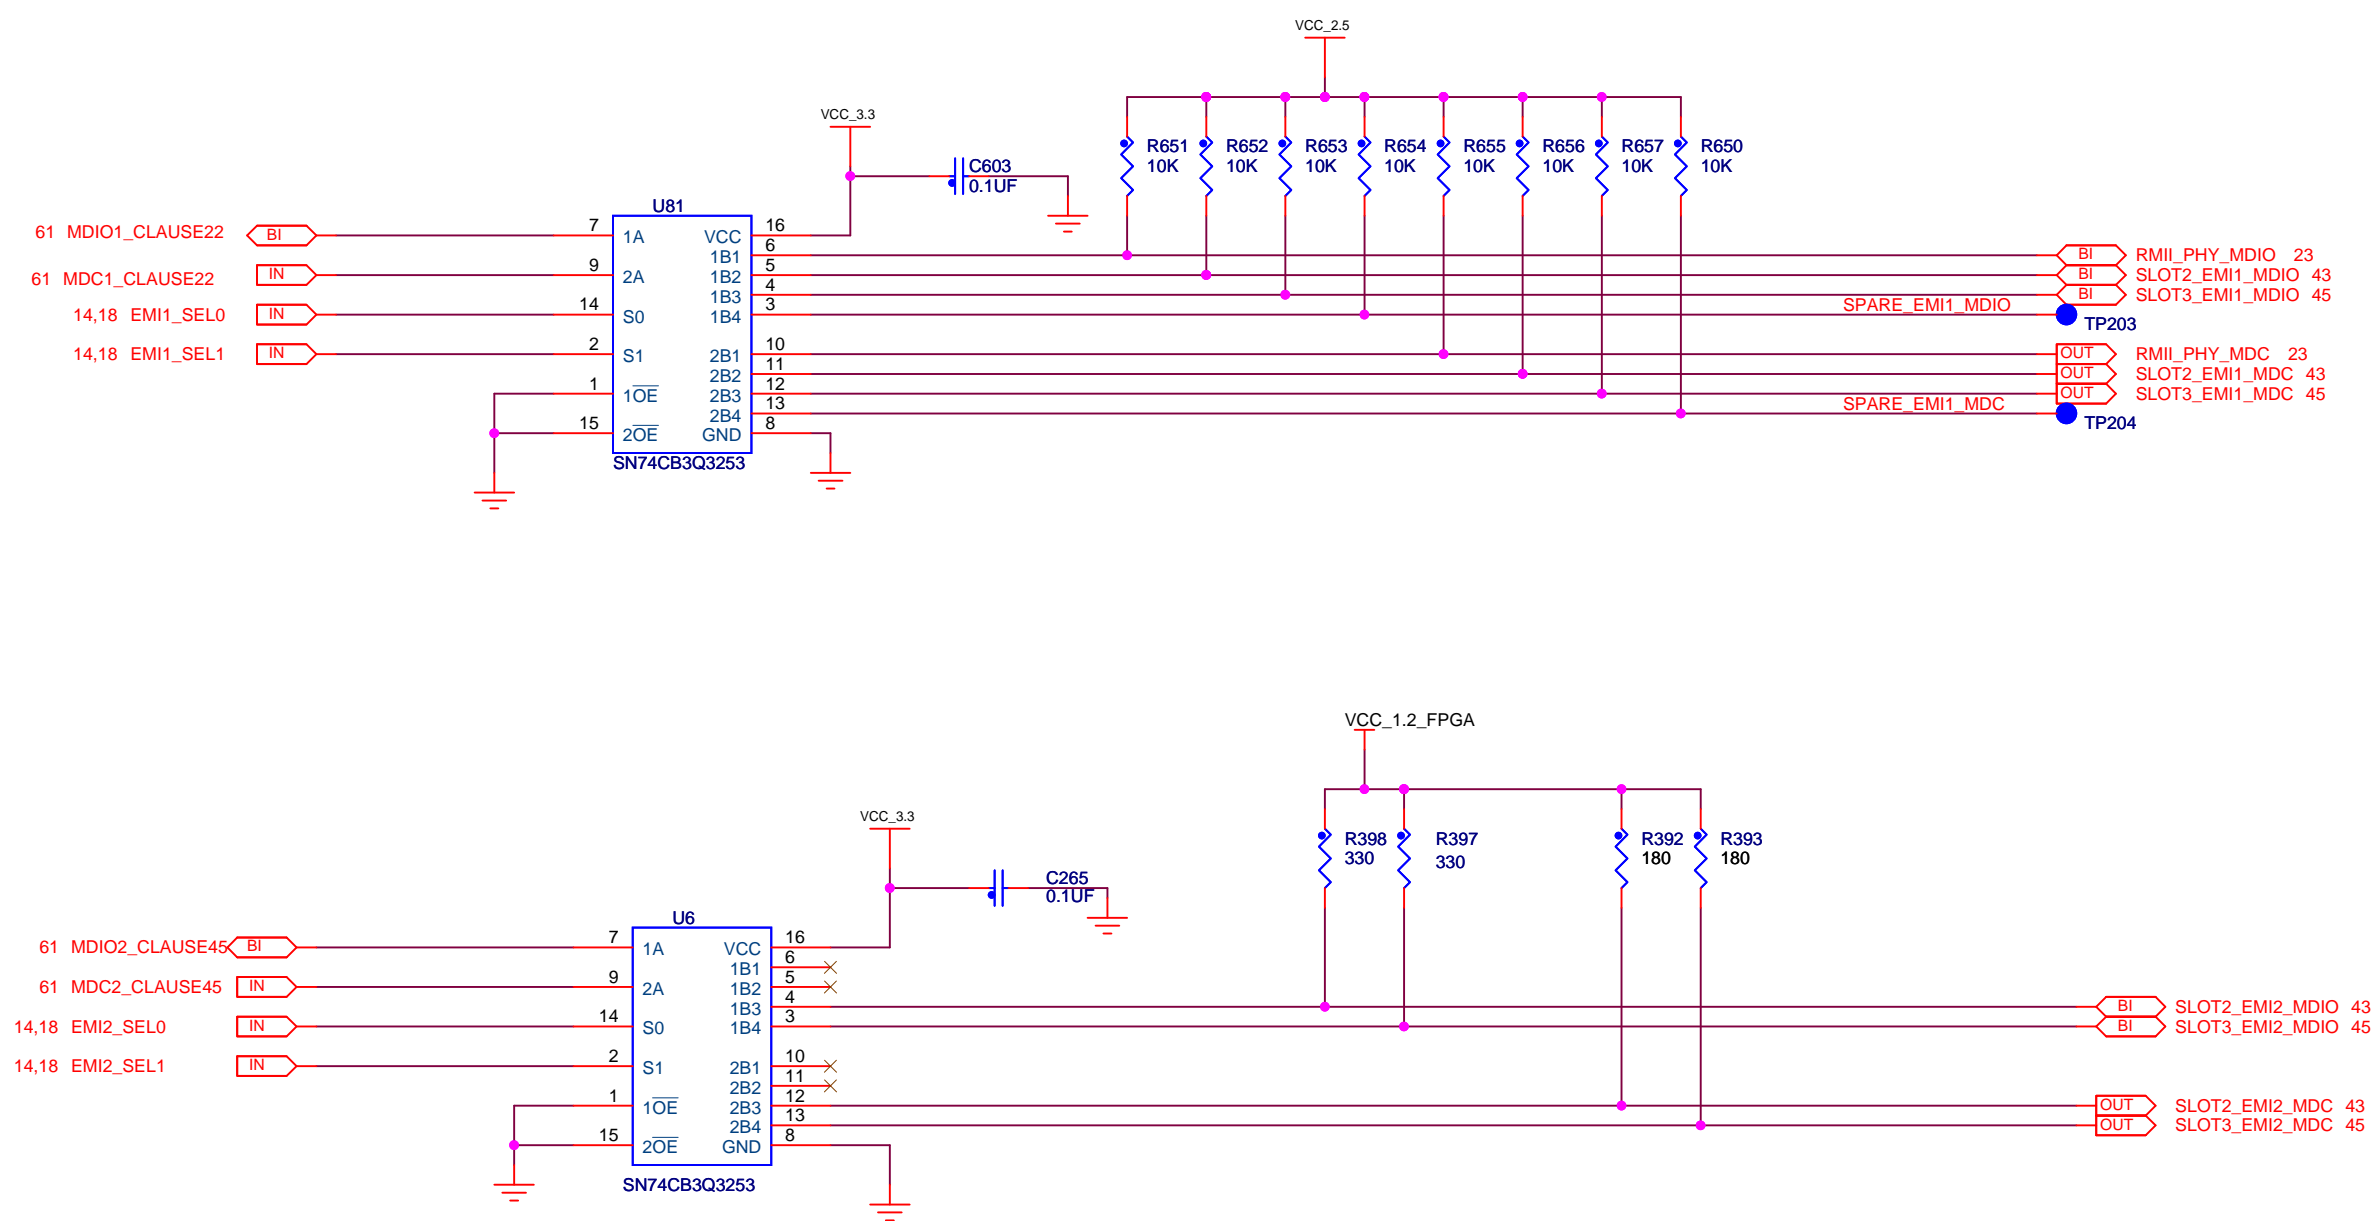 VCC_2.5
VCC_3.3
R651 R652 R653 R654 R655 R656 R657 R650
10K 10K 10K 10K 10K 10K 10K 10K
C603
0.1UF
U81
61 MDIO1_CLAUSE22 BI 7 1A VCC 16
1B1 6 BI RMII_PHY_MDIO 23
61 MDC1_CLAUSE22 IN 9 2A 1B2 5 BI SLOT2_EMI1_MDIO 43
1B3 4 BI SLOT3_EMI1_MDIO 45
14,18 EMI1_SEL0 IN 14 S0 1B4 3 SPARE_EMI1_MDIO TP203
14,18 EMI1_SEL1 IN 2 S1 2B1 10 OUT RMII_PHY_MDC 23
2B2 11 OUT SLOT2_EMI1_MDC 43
1 1OE 2B3 12 OUT SLOT3_EMI1_MDC 45
2B4 13 SPARE_EMI1_MDC TP204
15 2OE GND 8
SN74CB3Q3253
VCC_1.2_FPGA
VCC_3.3
R398 R397 R392 R393
330 330 180 180
C265
0.1UF
U6
61 MDIO2_CLAUSE45 BI 7 1A VCC 16
1B1 6
61 MDC2_CLAUSE45 IN 9 2A 1B2 5
1B3 4 BI SLOT2_EMI2_MDIO 43
14,18 EMI2_SEL0 IN 14 S0 1B4 3 BI SLOT3_EMI2_MDIO 45
14,18 EMI2_SEL1 IN 2 S1 2B1 10
2B2 11
1 1OE 2B3 12 OUT SLOT2_EMI2_MDC 43
2B4 13 OUT SLOT3_EMI2_MDC 45
15 2OE GND 8
SN74CB3Q3253